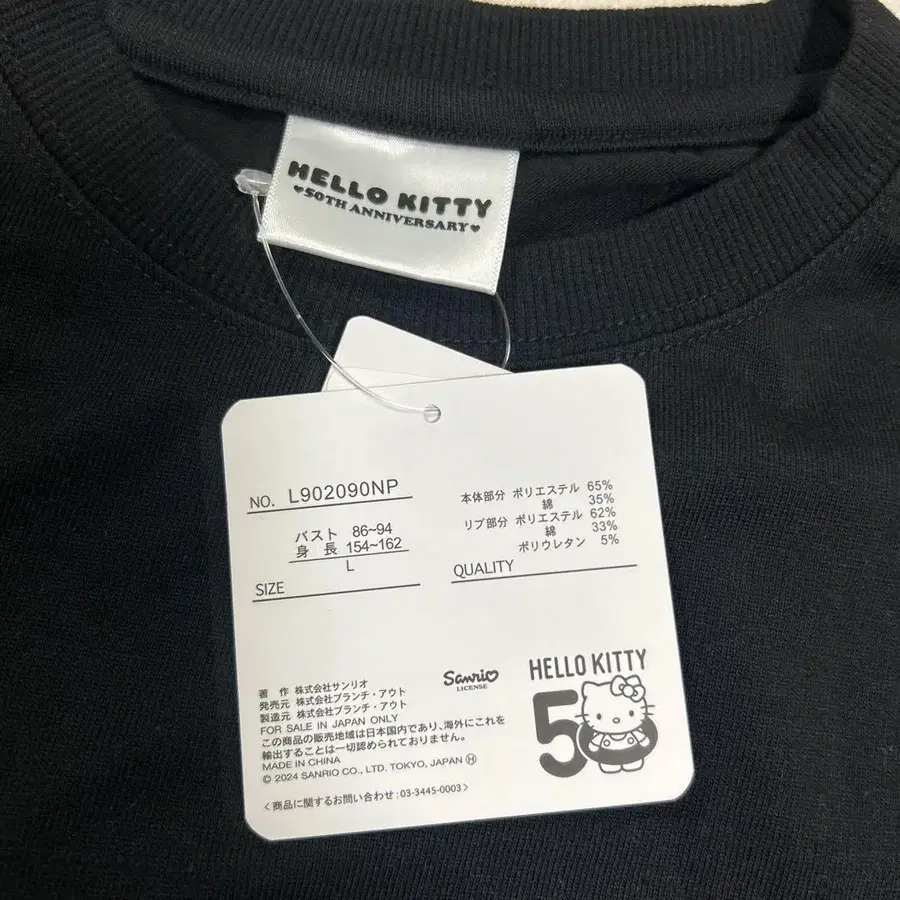 HELLO KITTY
♥50TH ANNIVERSARY♥
NO. L902090NP
バスト 86~94
身 長 154~162
L
SIZE
本体部分 ポリエステル 65%
綿 35%
リブ部分 ポリエステル 62%
綿 33%
ポリウレタン 5%
QUALITY
著 作 株式会社サンリオ
発売元 株式会社ブランチ・アウト
製造元 株式会社ブランチ・アウト
FOR SALE IN JAPAN ONLY
この商品の販売地域は日本国内であり、海外にこれを
輸出することは一切認められておりません。
MADE IN CHINA
© 2024 SANRIO CO., LTD. TOKYO, JAPAN Ⓗ
〈商品に関するお問い合わせ:03-3445-0003〉
Sanrio
LICENSE
HELLO KITTY
50